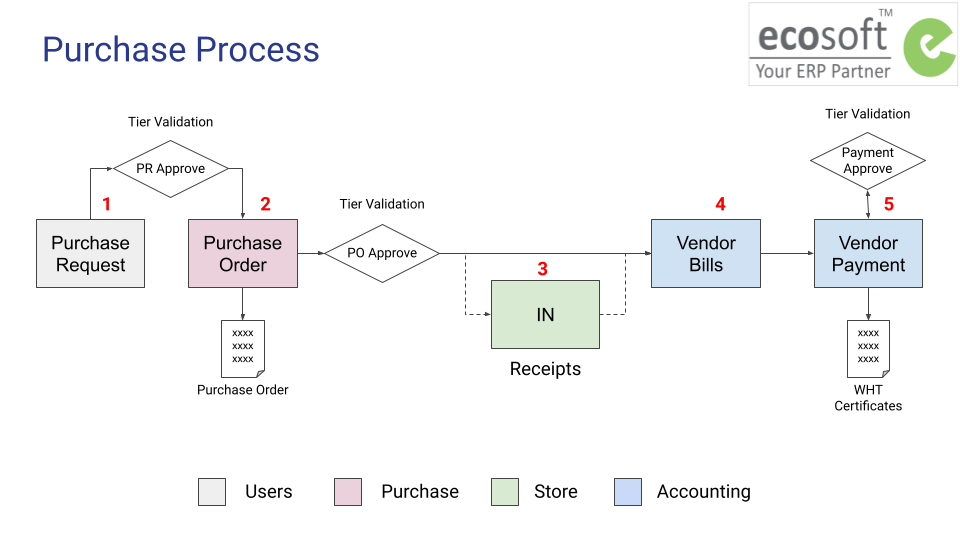 Purchase Process
ecosoft™
Your ERP Partner
Tier Validation
PR Approve
1
Purchase
Request
2
Purchase
Order
xxxx
xxxx
xxxx
Purchase Order
Tier Validation
PO Approve
3
IN
Receipts
4
Vendor
Bills
Tier Validation
Payment
Approve
5
Vendor
Payment
xxxx
xxxx
xxxx
WHT
Certificates
Users
Purchase
Store
Accounting